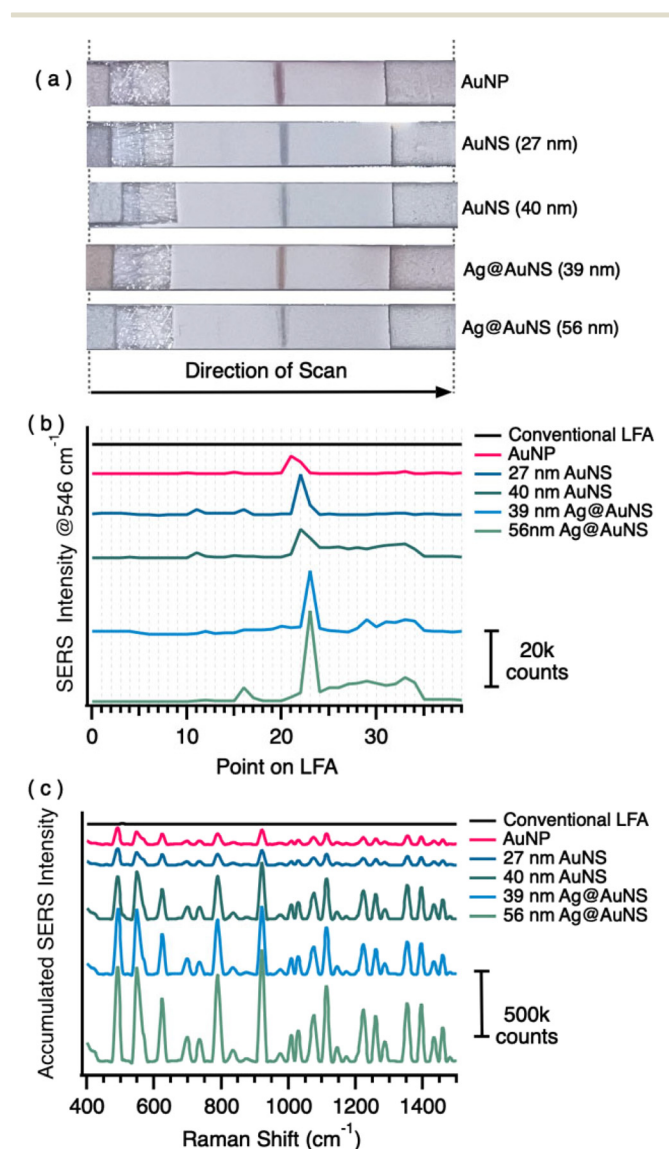 ( a )
AuNP
AuNS (27 nm)
AuNS (40 nm)
Ag@AuNS (39 nm)
Ag@AuNS (56 nm)
Direction of Scan
( b )
SERS Intensity @546 cm⁻¹
Conventional LFA
AuNP
27 nm AuNS
40 nm AuNS
39 nm Ag@AuNS
56nm Ag@AuNS
20k
counts
0 10 20 30
Point on LFA
( c )
Accumulated SERS Intensity
Conventional LFA
AuNP
27 nm AuNS
40 nm AuNS
39 nm Ag@AuNS
56 nm Ag@AuNS
500k
counts
400 600 800 1000 1200 1400
Raman Shift (cm⁻¹)